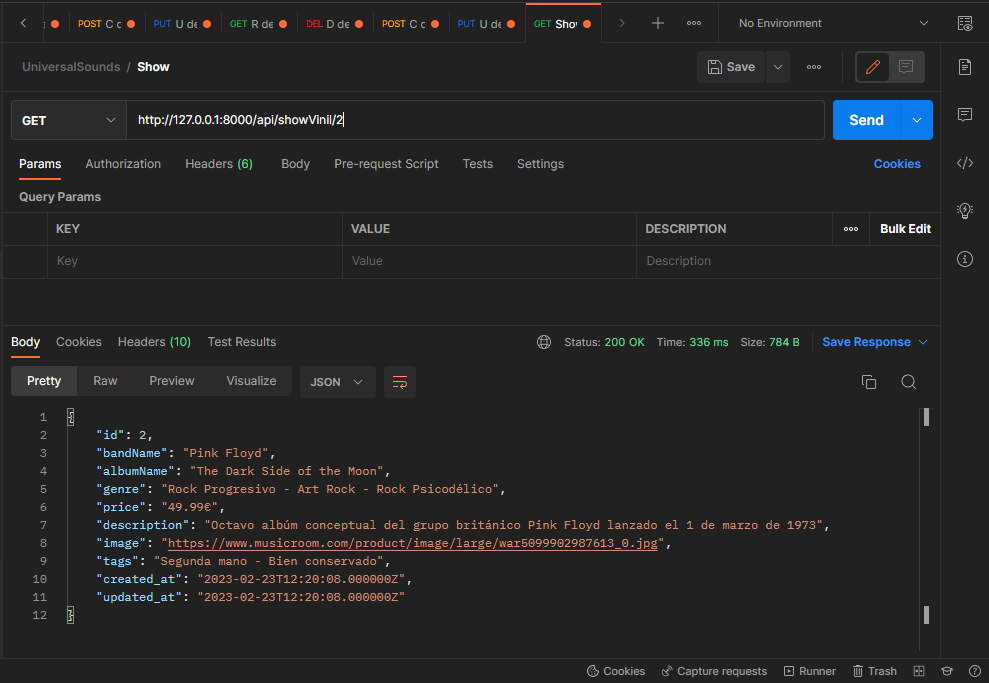 POST C c PUT U de GET R de DEL D de POST C c PUT U de GET Sho No Environment
UniversalSounds / Show Save
GET http://127.0.0.1:8000/api/showVinil/2 Send
Params Authorization Headers (6) Body Pre-request Script Tests Settings Cookies
Query Params
KEY VALUE DESCRIPTION Bulk Edit
Key Value Description
Body Cookies Headers (10) Test Results Status: 200 OK Time: 336 ms Size: 784 B Save Response
Pretty Raw Preview Visualize JSON
1 {
2 "id": 2,
3 "bandName": "Pink Floyd",
4 "albumName": "The Dark Side of the Moon",
5 "genre": "Rock Progresivo - Art Rock - Rock Psicodélico",
6 "price": "49.99€",
7 "description": "Octavo albúm conceptual del grupo británico Pink Floyd lanzado el 1 de marzo de 1973",
8 "image": "https://www.musicroom.com/product/image/large/war5099902987613_0.jpg",
9 "tags": "Segunda mano - Bien conservado",
10 "created_at": "2023-02-23T12:20:08.000000Z",
11 "updated_at": "2023-02-23T12:20:08.000000Z"
12 }
Cookies Capture requests Runner Trash